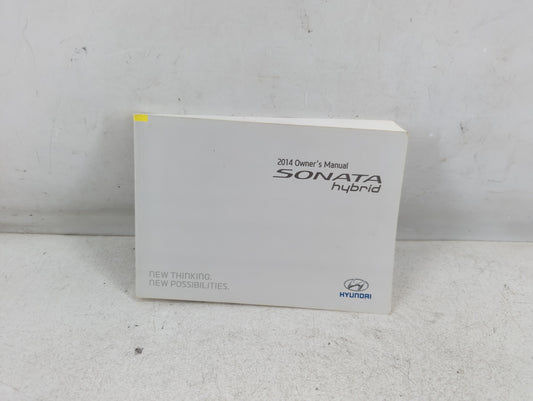 2014 Owner's Manual
SONATA
hybrid
NEW THINKING.
NEW POSSIBILITIES.
HYUNDAI